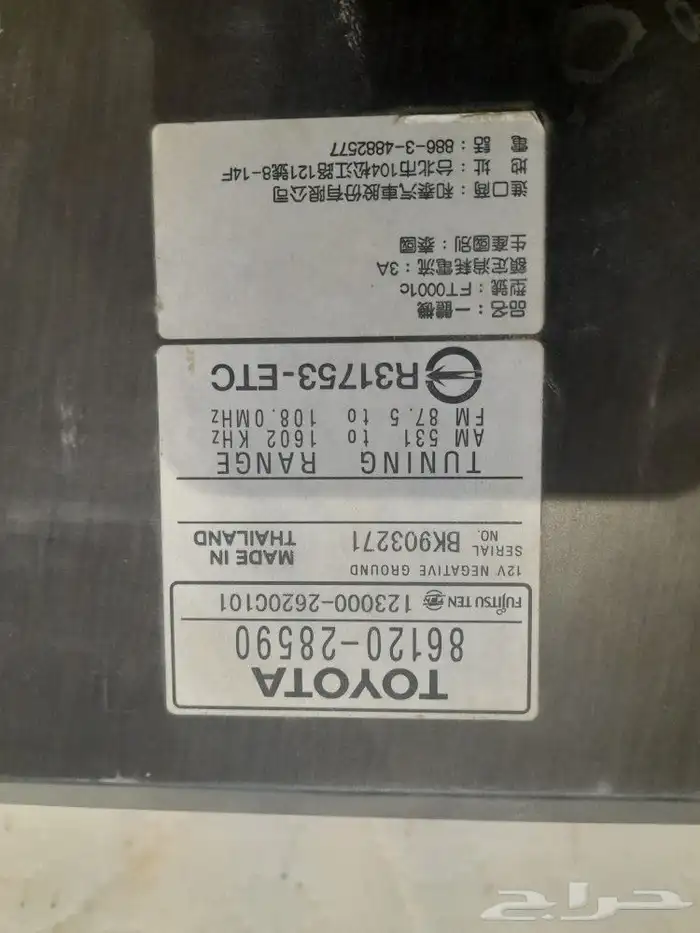 TOYOTA
86120-28590
FUJITSU TEN 123000-2620C101
12V NEGATIVE GROUND
SERIAL NO. BK903271
MADE IN THAILAND
TUNING RANGE
AM 531 to 1602 KHz
FM 87.5 to 108.0MHz
R31753-ETC
品名：一體機
型號：FT0001c
額定消耗電流：3A
生產國別：泰國
進口商：和泰汽車股份有限公司
地 址：台北市104松江路121號8-14F
電 話：886-3-4882577
حراج